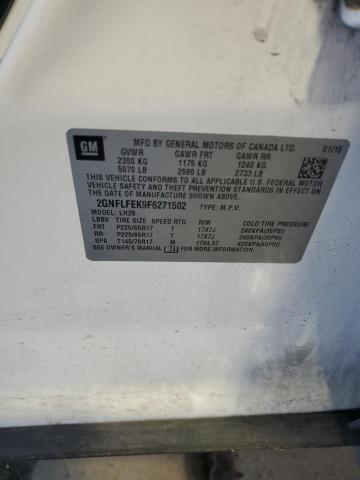 GM
MFD BY GENERAL MOTORS OF CANADA LTD. 01/15
GVWR GAWR FRT GAWR RR
2300 KG 1175 KG 1240 KG
5070 LB 2590 LB 2733 LB
THIS VEHICLE CONFORMS TO ALL APPLICABLE U.S. FEDERAL MOTOR
VEHICLE SAFETY AND THEFT PREVENTION STANDARDS IN EFFECT
ON THE DATE OF MANUFACTURE SHOWN ABOVE.
2GNFLFEK9F6271502 TYPE: M.P.V.
MODEL: LH26
LBBV TIRE SIZE SPEED RTG RIM COLD TIRE PRESSURE
FRT P225/65R17 T 17X7J 240KPA(35PSI)
RR P225/65R17 T 17X7J 240KPA(35PSI)
SPA T145/70R17 M 17X4.5T 420KPA(60PSI)
SEE OWNER'S MANUAL FOR ADDITIONAL INFORMATION.